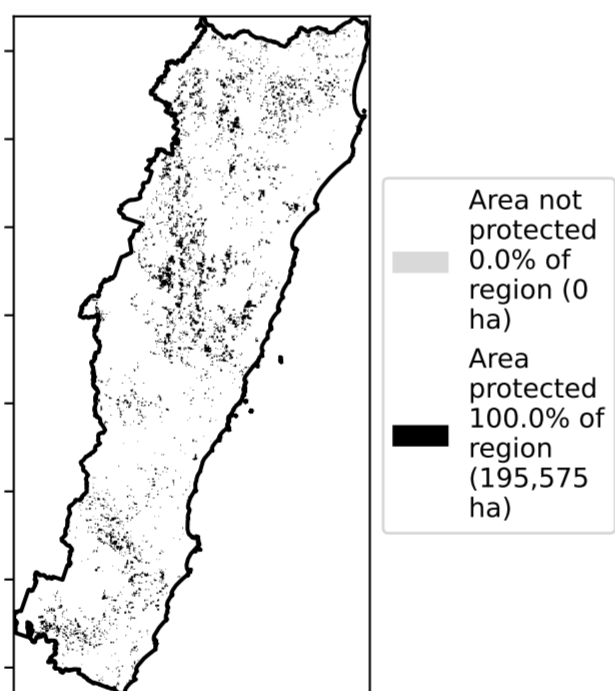 Area not
protected
0.0% of
region (0
ha)
Area
protected
100.0% of
region
(195,575
ha)